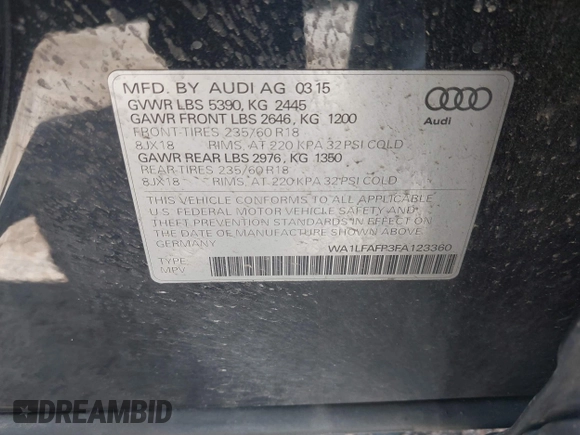 MFD. BY AUDI AG 03.15
GVWR LBS 5390, KG 2445
GAWR FRONT LBS 2646, KG 1200
FRONT-TIRES 235/60 R18
8JX18 RIMS, AT 220 KPA 32 PSI COLD
GAWR REAR LBS 2976, KG 1350
REAR-TIRES 235/60 R18
8JX18 RIMS, AT 220 KPA 32 PSI COLD
THIS VEHICLE CONFORMS TO ALL APPLICABLE
U.S. FEDERAL MOTOR VEHICLE SAFETY AND
THEFT PREVENTION STANDARDS IN EFFECT ON
THE DATE OF MANUFACTURE SHOWN ABOVE
GERMANY WA1LFAFP3FA123360
TYPE:
MPV
Audi
DREAMBID